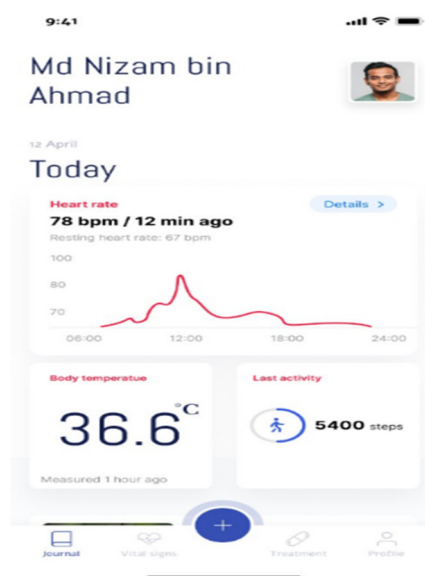 9:41
Md Nizam bin
Ahmad
12 April
Today
Heart rate
Details >
78 bpm / 12 min ago
Resting heart rate: 67 bpm
100
80
70
06:00 12:00 18:00 24:00
Body temperatue
Last activity
36.6°C
5400 steps
Measured 1 hour ago
+
Journal Vital signs Treatment Profile